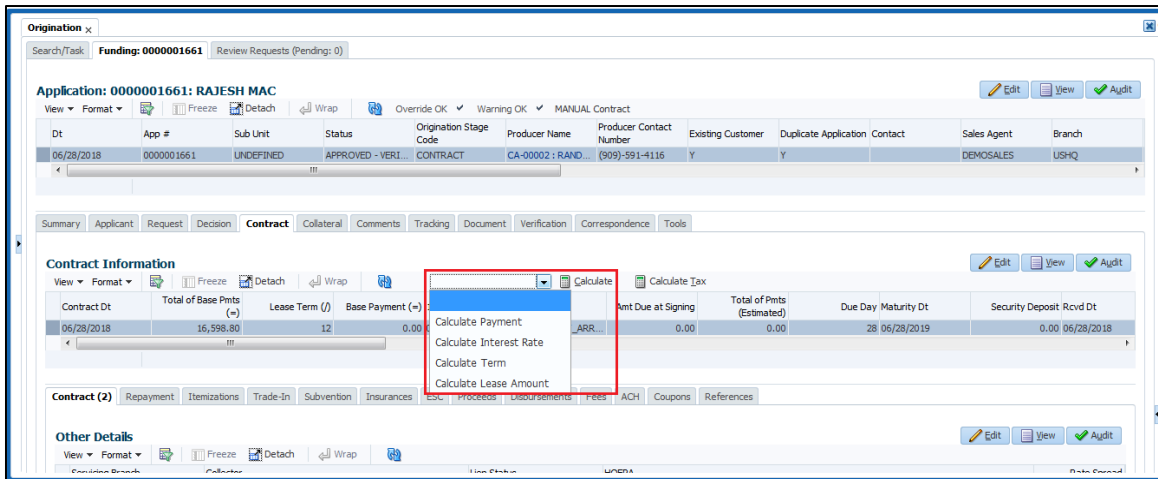 Origination x
Search/Task Funding: 0000001661 Review Requests (Pending: 0)
Application: 0000001661: RAJESH MAC
Edit View Audit
View Format Freeze Detach Wrap Override OK Warning OK MANUAL Contract
Dt App # Sub Unit Status Origination Stage Code Producer Name Producer Contact Number Existing Customer Duplicate Application Contact Sales Agent Branch
06/28/2018 0000001661 UNDEFINED APPROVED - VERI... CONTRACT CA-00002 : RAND... (909)-591-4116 Y Y DEMOSALES USHQ
Summary Applicant Request Decision Contract Collateral Comments Tracking Document Verification Correspondence Tools
Contract Information
Edit View Audit
View Format Freeze Detach Wrap Calculate Calculate Tax
Contract Dt Total of Base Pmts (=) Lease Term (/) Base Payment (=) Amt Due at Signing Total of Pmts (Estimated) Due Day Maturity Dt Security Deposit Rcvd Dt
06/28/2018 16,598.80 12 0.00 _ARR... 0.00 0.00 28 06/28/2019 0.00 06/28/2018
Calculate Payment
Calculate Interest Rate
Calculate Term
Calculate Lease Amount
Contract (2) Repayment Itemizations Trade-In Subvention Insurances ESC Proceeds Disbursements Fees ACH Coupons References
Other Details
Edit View Audit
View Format Freeze Detach Wrap
Servicing Branch Collector Lien Status HOEPA Rate Spread